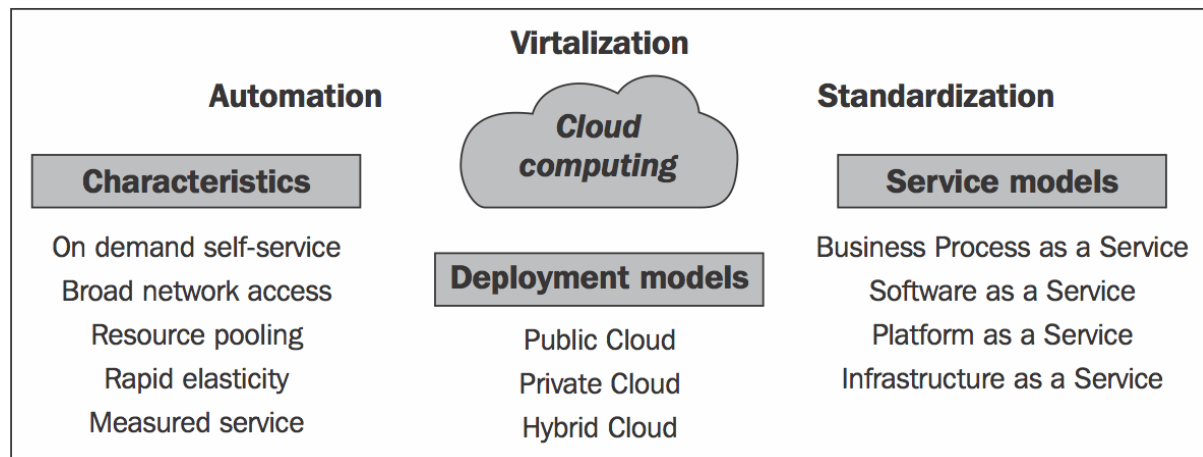 Virtalization
Automation
Standardization
Cloud
computing
Characteristics
On demand self-service
Broad network access
Resource pooling
Rapid elasticity
Measured service
Deployment models
Public Cloud
Private Cloud
Hybrid Cloud
Service models
Business Process as a Service
Software as a Service
Platform as a Service
Infrastructure as a Service